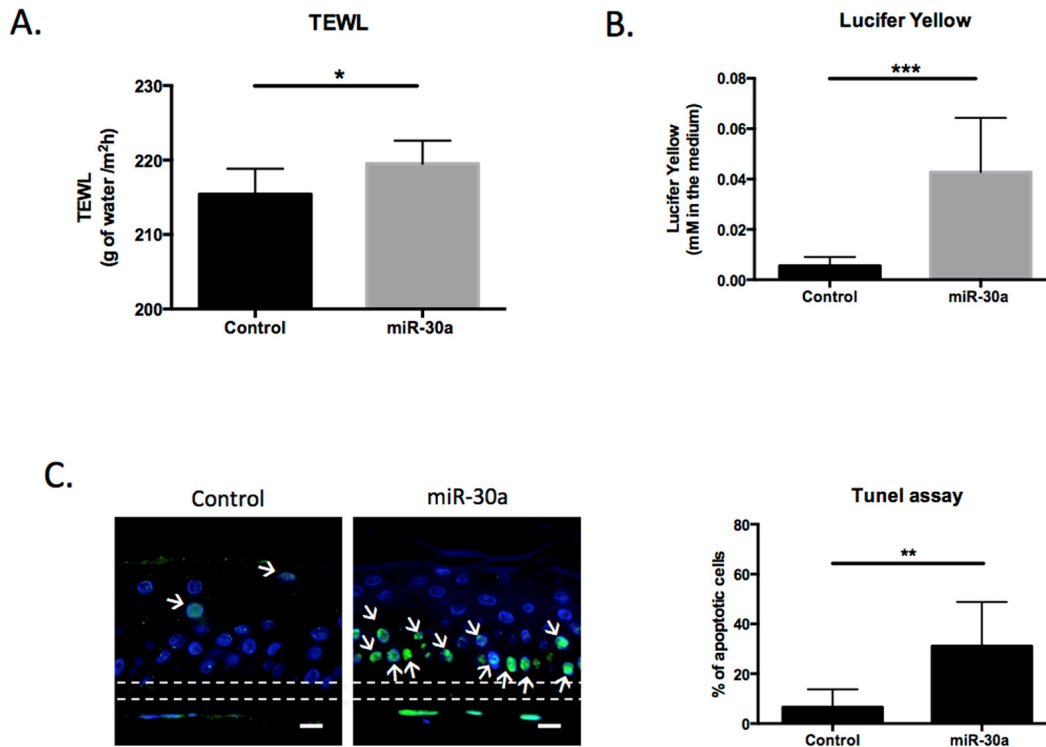 A.
TEWL
*
230
220
210
200
TEWL
(g of water /m²h)
Control
miR-30a
B.
Lucifer Yellow
***
0.08
0.06
0.04
0.02
0.00
Lucifer Yellow
(mM in the medium)
Control
miR-30a
C.
Control
miR-30a
Tunel assay
**
80
60
40
20
0
% of apoptotic cells
Control
miR-30a